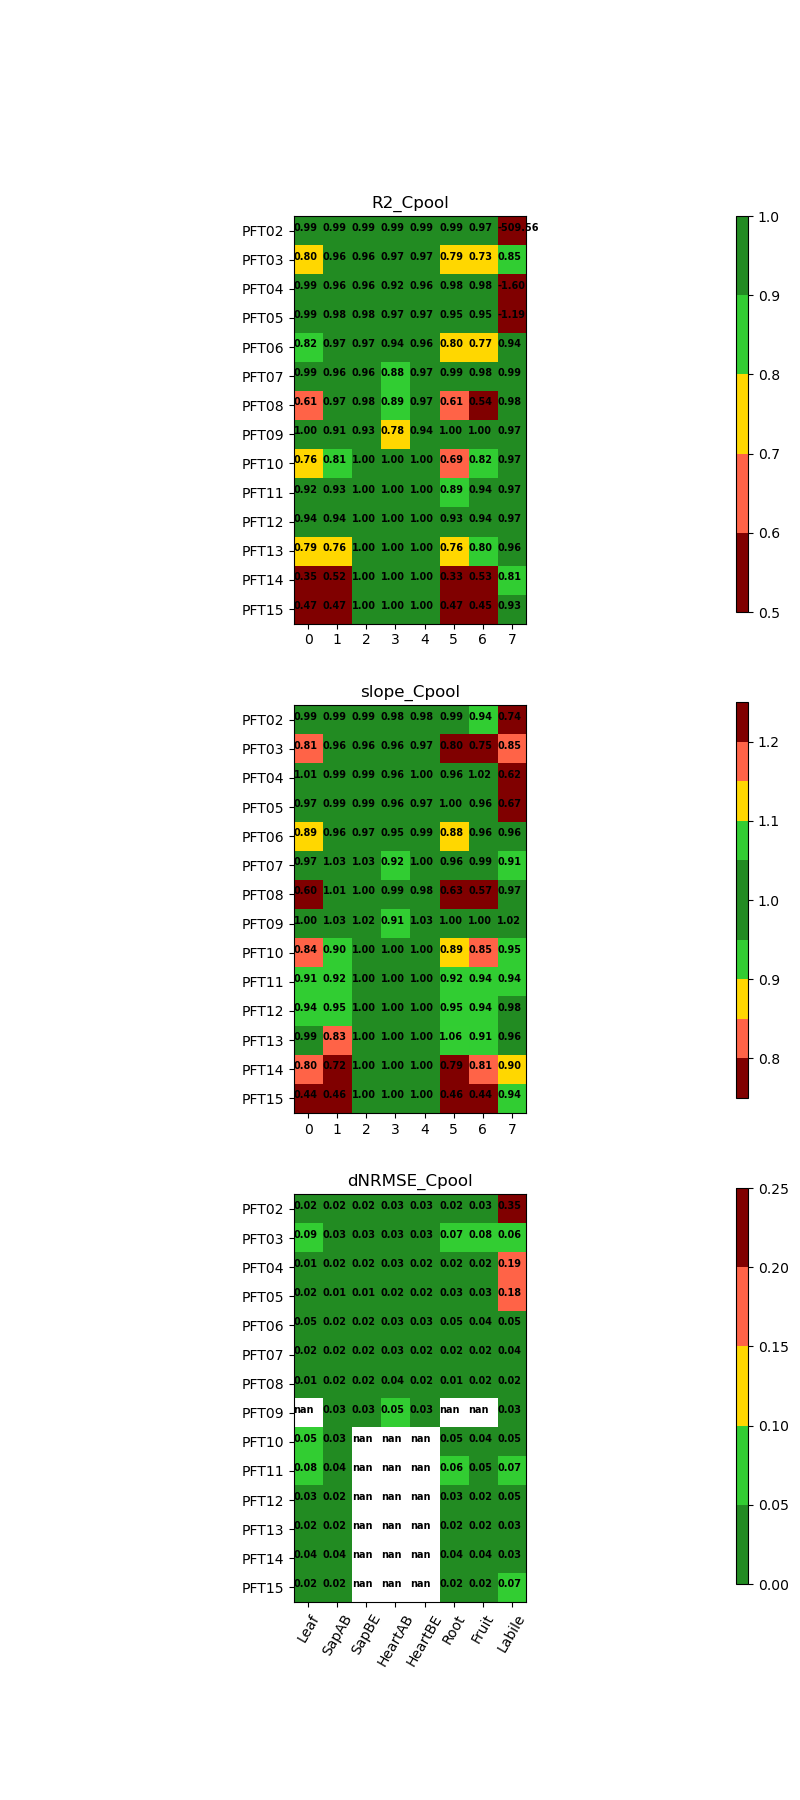 R2_Cpool
PFT02 0.99 0.99 0.99 0.99 0.99 0.99 0.97 -509.56
PFT03 0.80 0.96 0.96 0.97 0.97 0.79 0.73 0.85
PFT04 0.99 0.96 0.96 0.92 0.96 0.98 0.98 -1.60
PFT05 0.99 0.98 0.98 0.97 0.97 0.95 0.95 -1.19
PFT06 0.82 0.97 0.97 0.94 0.96 0.80 0.77 0.94
PFT07 0.99 0.96 0.96 0.88 0.97 0.99 0.98 0.99
PFT08 0.61 0.97 0.98 0.89 0.97 0.61 0.54 0.98
PFT09 1.00 0.91 0.93 0.78 0.94 1.00 1.00 0.97
PFT10 0.76 0.81 1.00 1.00 1.00 0.69 0.82 0.97
PFT11 0.92 0.93 1.00 1.00 1.00 0.89 0.94 0.97
PFT12 0.94 0.94 1.00 1.00 1.00 0.93 0.94 0.97
PFT13 0.79 0.76 1.00 1.00 1.00 0.76 0.80 0.96
PFT14 0.35 0.52 1.00 1.00 1.00 0.33 0.53 0.81
PFT15 0.47 0.47 1.00 1.00 1.00 0.47 0.45 0.93
0 1 2 3 4 5 6 7
1.0
0.9
0.8
0.7
0.6
0.5
slope_Cpool
PFT02 0.99 0.99 0.99 0.98 0.98 0.99 0.94 0.74
PFT03 0.81 0.96 0.96 0.96 0.97 0.80 0.75 0.85
PFT04 1.01 0.99 0.99 0.96 1.00 0.96 1.02 0.62
PFT05 0.97 0.99 0.99 0.96 0.97 1.00 0.96 0.67
PFT06 0.89 0.96 0.97 0.95 0.99 0.88 0.96 0.96
PFT07 0.97 1.03 1.03 0.92 1.00 0.96 0.99 0.91
PFT08 0.60 1.01 1.00 0.99 0.98 0.63 0.57 0.97
PFT09 1.00 1.03 1.02 0.91 1.03 1.00 1.00 1.02
PFT10 0.84 0.90 1.00 1.00 1.00 0.89 0.85 0.95
PFT11 0.91 0.92 1.00 1.00 1.00 0.92 0.94 0.94
PFT12 0.94 0.95 1.00 1.00 1.00 0.95 0.94 0.98
PFT13 0.99 0.83 1.00 1.00 1.00 1.06 0.91 0.96
PFT14 0.80 0.72 1.00 1.00 1.00 0.79 0.81 0.90
PFT15 0.44 0.46 1.00 1.00 1.00 0.46 0.44 0.94
0 1 2 3 4 5 6 7
1.2
1.1
1.0
0.9
0.8
dNRMSE_Cpool
PFT02 0.02 0.02 0.02 0.03 0.03 0.02 0.03 0.35
PFT03 0.09 0.03 0.03 0.03 0.03 0.07 0.08 0.06
PFT04 0.01 0.02 0.02 0.03 0.02 0.02 0.02 0.19
PFT05 0.02 0.01 0.01 0.02 0.02 0.03 0.03 0.18
PFT06 0.05 0.02 0.02 0.03 0.03 0.05 0.04 0.05
PFT07 0.02 0.02 0.02 0.03 0.02 0.02 0.02 0.04
PFT08 0.01 0.02 0.02 0.04 0.02 0.01 0.02 0.02
PFT09 nan 0.03 0.03 0.05 0.03 nan nan 0.03
PFT10 0.05 0.03 nan nan nan 0.05 0.04 0.05
PFT11 0.08 0.04 nan nan nan 0.06 0.05 0.07
PFT12 0.03 0.02 nan nan nan 0.03 0.02 0.05
PFT13 0.02 0.02 nan nan nan 0.02 0.02 0.03
PFT14 0.04 0.04 nan nan nan 0.04 0.04 0.03
PFT15 0.02 0.02 nan nan nan 0.02 0.02 0.07
Leaf SapAB SapBE HeartAB HeartBE Root Fruit Labile
0.25
0.20
0.15
0.10
0.05
0.00